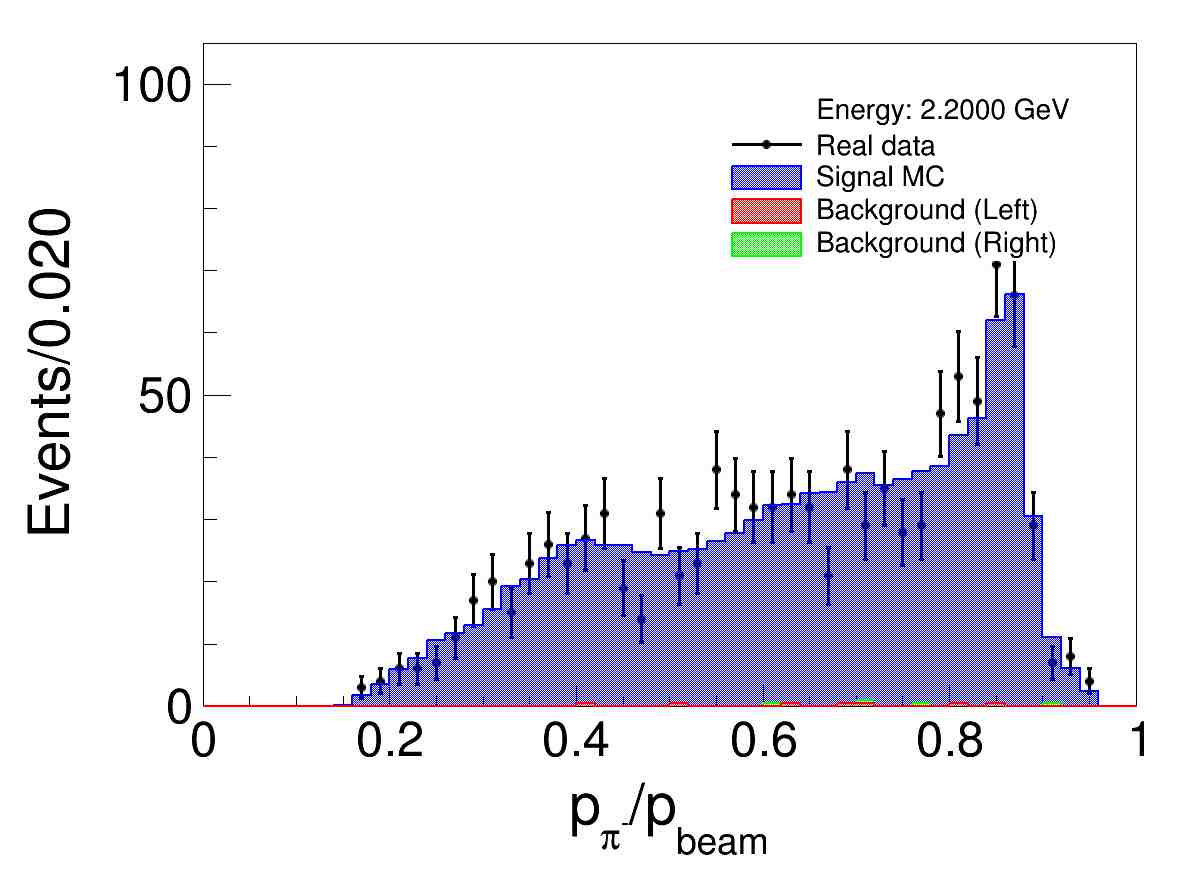 100
50
0
Events/0.020
Energy: 2.2000 GeV
Real data
Signal MC
Background (Left)
Background (Right)
0 0.2 0.4 0.6 0.8 1
pπ-/pbeam